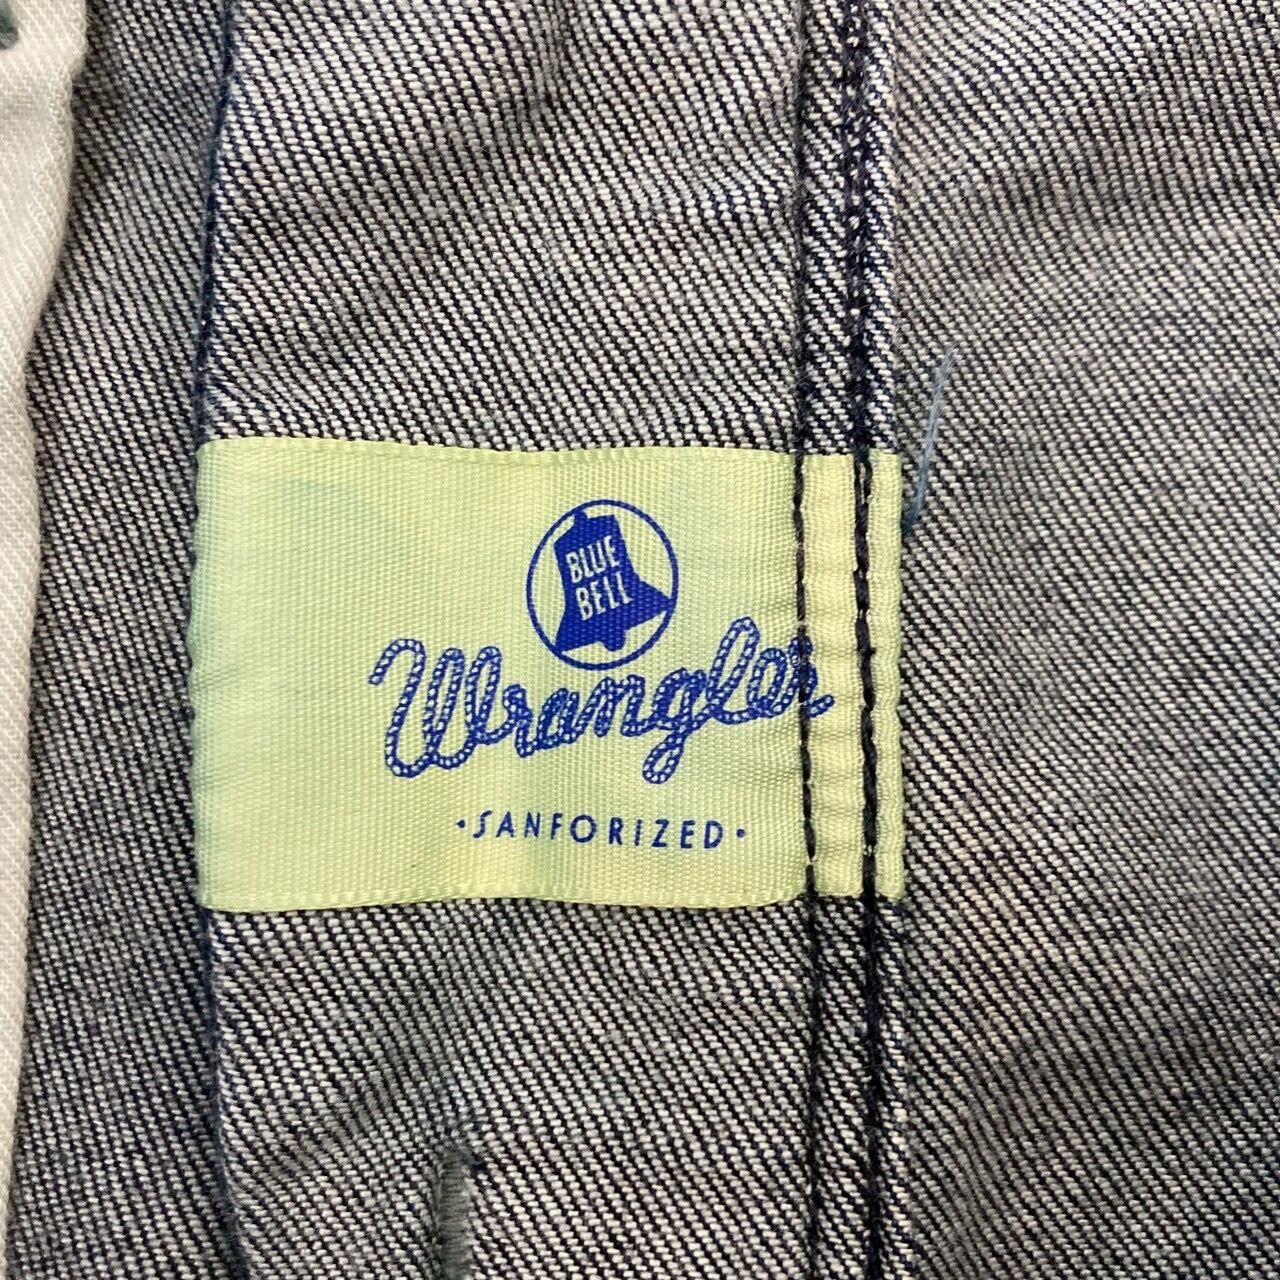 BLUE
BELL
Wrangler
·SANFORIZED·